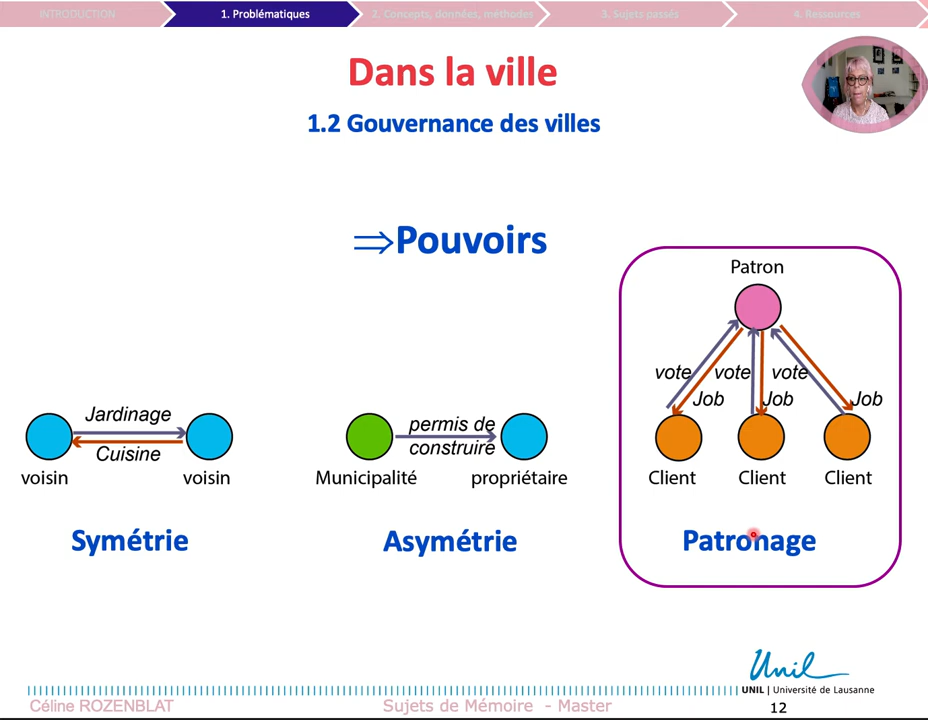 INTRODUCTION
1. Problématiques
2. Concepts, données, méthodes
3. Sujets passés
4. Ressources
Dans la ville
1.2 Gouvernance des villes
⇒Pouvoirs
Patron
vote vote vote
Job Job Job
Jardinage
Cuisine
voisin voisin
permis de
construire
Municipalité propriétaire
Client Client Client
Symétrie
Asymétrie
Patronage
Unil
UNIL | Université de Lausanne
Céline ROZENBLAT
Sujets de Mémoire - Master
12